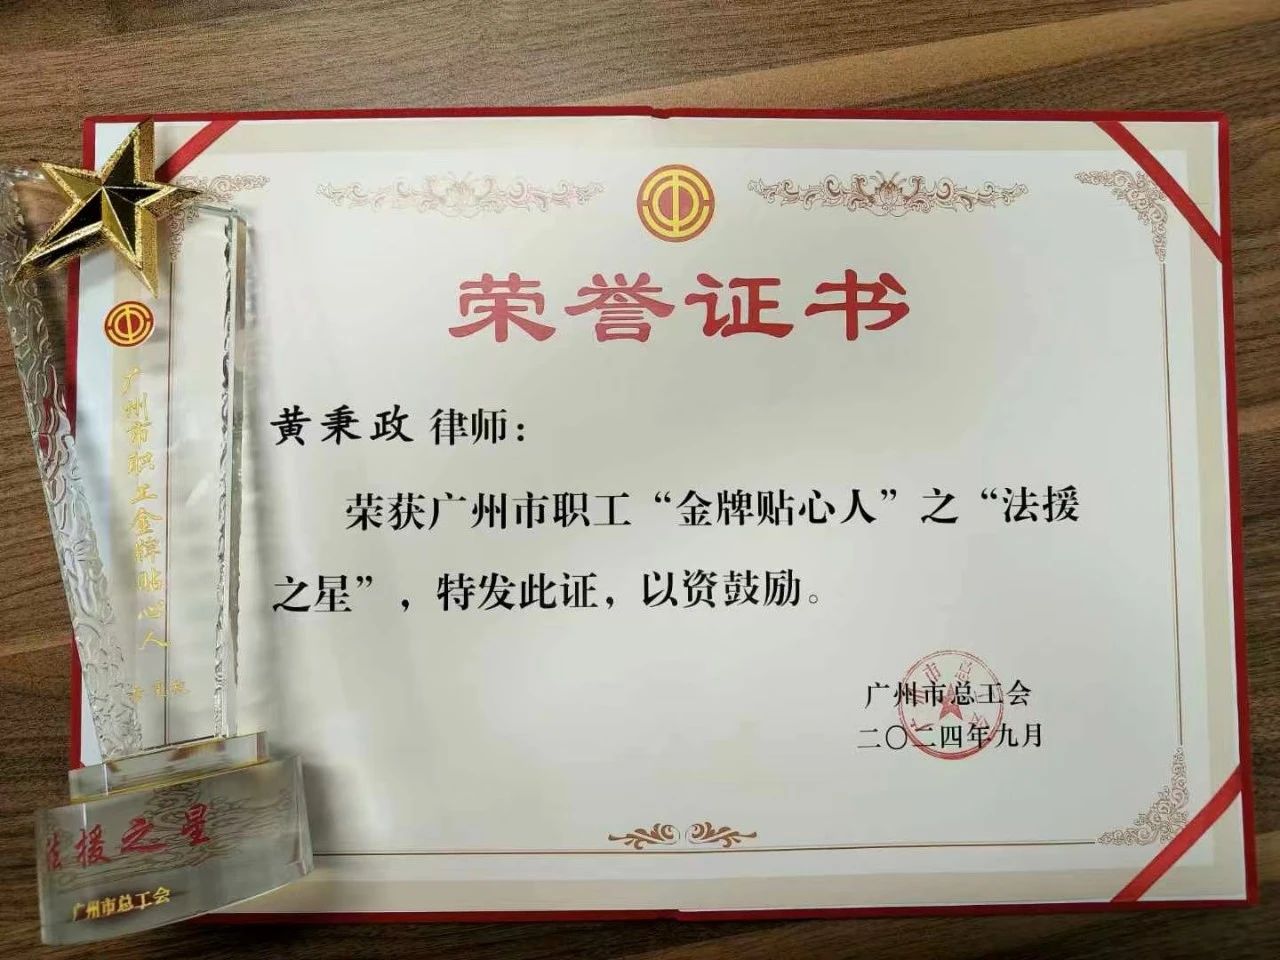 荣誉证书
黄秉政 律师：
荣获广州市职工“金牌贴心人”之“法援
之星”，特发此证，以资鼓励。
广州市总工会
二〇二四年九月
广州市职工金牌贴心人
法援之星
广州市总工会